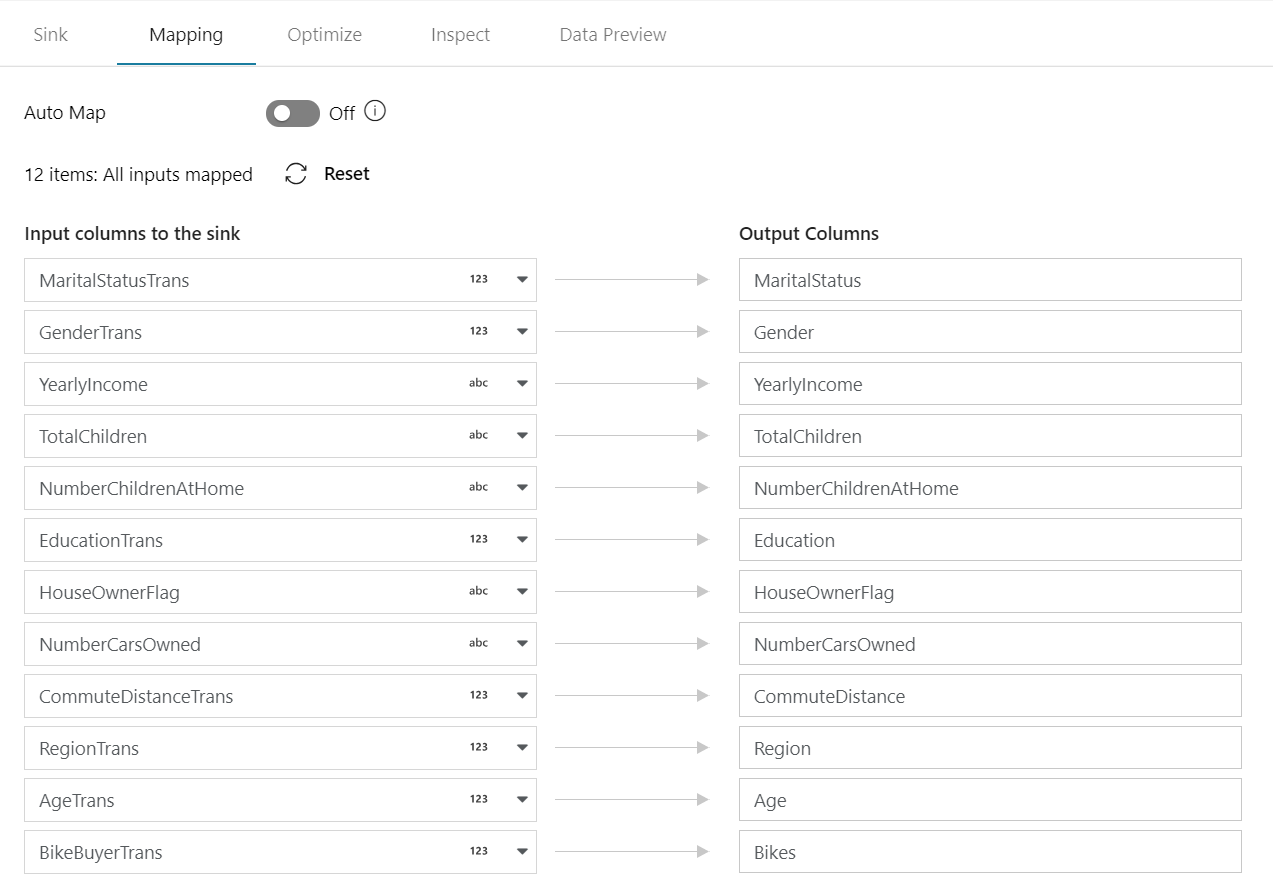 Sink Mapping Optimize Inspect Data Preview
Auto Map Off
12 items: All inputs mapped Reset
Input columns to the sink Output Columns
MaritalStatusTrans 123 MaritalStatus
GenderTrans 123 Gender
YearlyIncome abc YearlyIncome
TotalChildren abc TotalChildren
NumberChildrenAtHome abc NumberChildrenAtHome
EducationTrans 123 Education
HouseOwnerFlag abc HouseOwnerFlag
NumberCarsOwned abc NumberCarsOwned
CommuteDistanceTrans 123 CommuteDistance
RegionTrans 123 Region
AgeTrans 123 Age
BikeBuyerTrans 123 Bikes